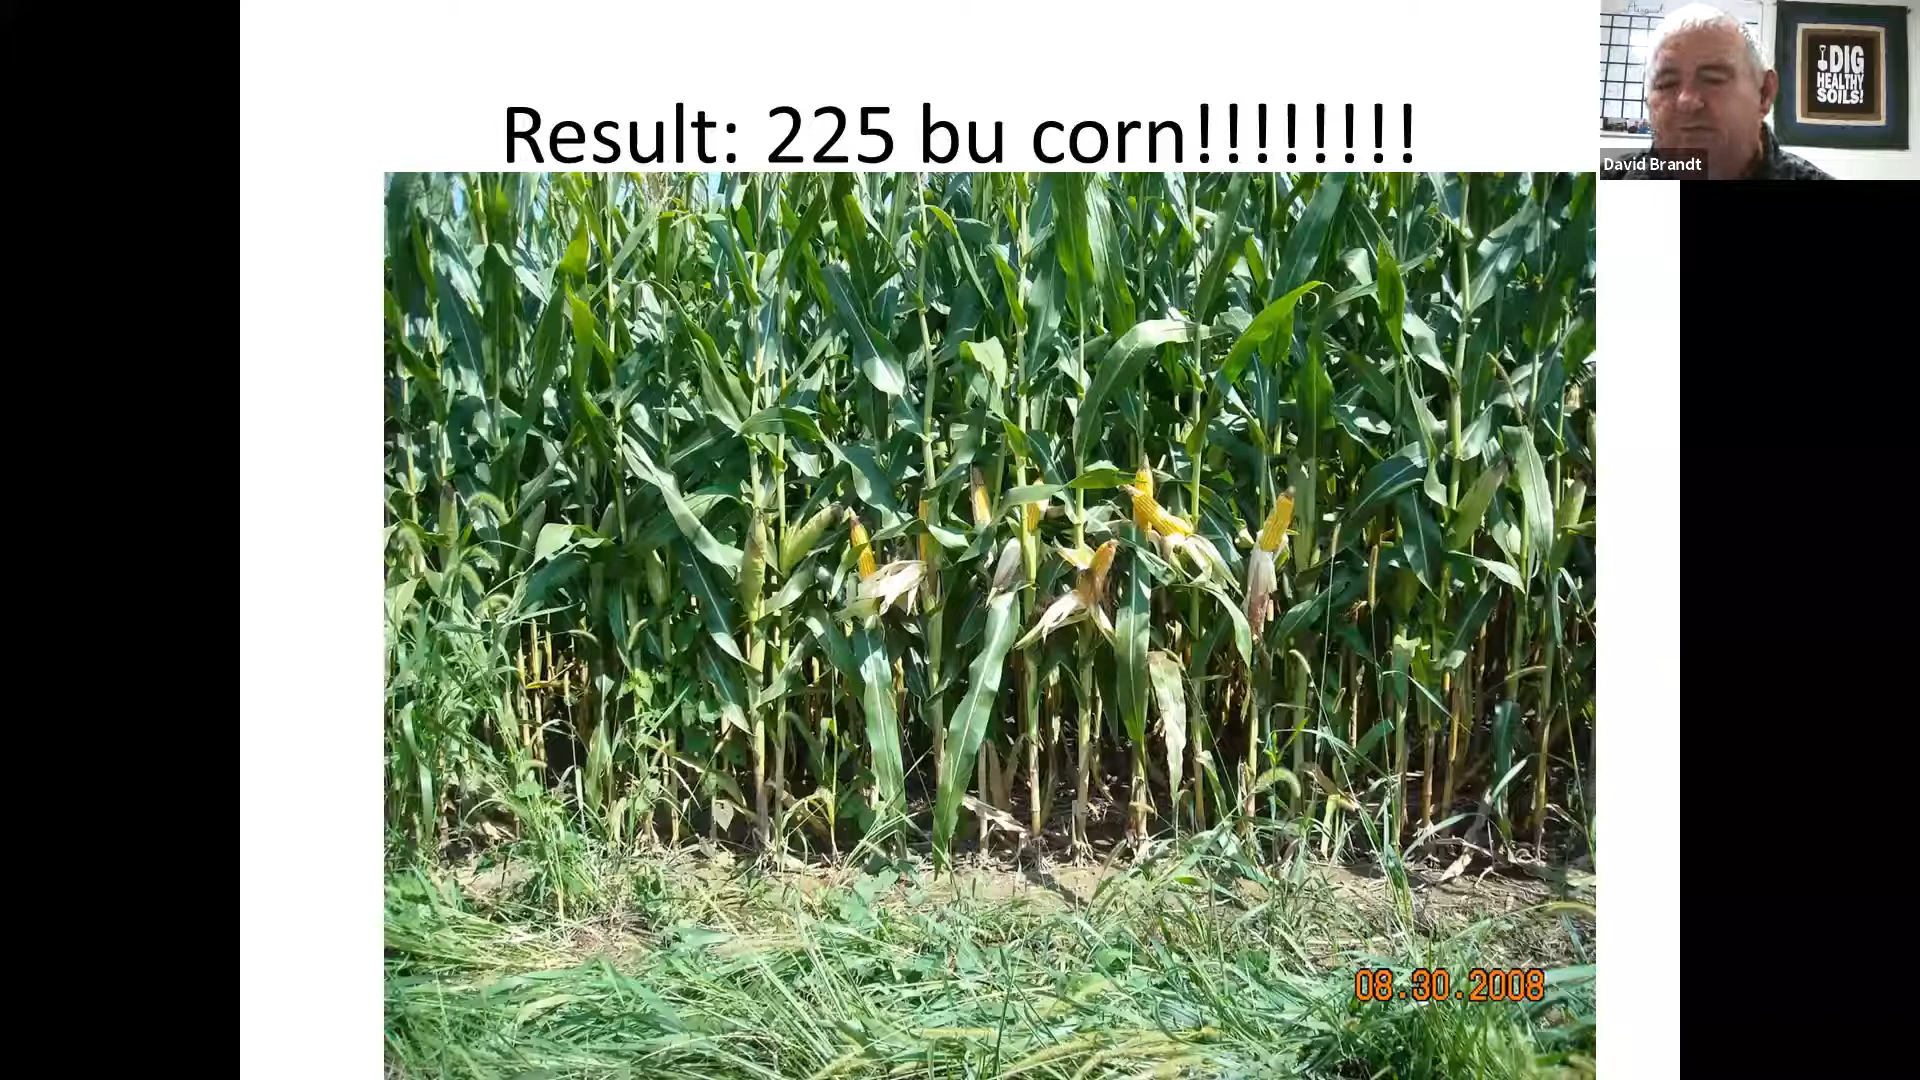 Result: 225 bu corn!!!!!!!!
DIG
HEALTHY
SOILS!
David Brandt
08.30.2008